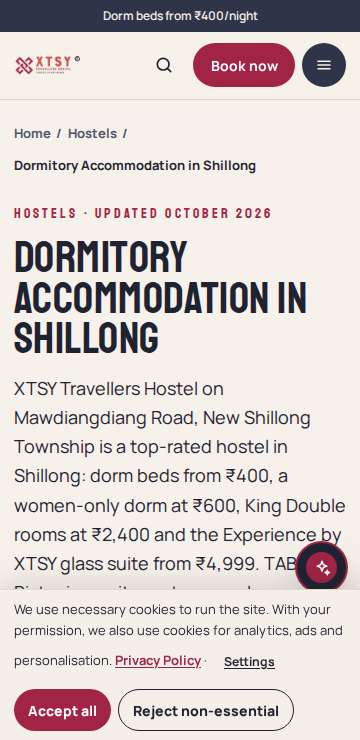 Dorm beds from ₹400/night
XTSY
Book now
Home / Hostels /
Dormitory Accommodation in Shillong
HOSTELS · UPDATED OCTOBER 2026
DORMITORY
ACCOMMODATION IN
SHILLONG
XTSY Travellers Hostel on
Mawdiangdiang Road, New Shillong
Township is a top-rated hostel in
Shillong: dorm beds from ₹400, a
women-only dorm at ₹600, King Double
rooms at ₹2,400 and the Experience by
XTSY glass suite from ₹4,999.
We use necessary cookies to run the site. With your
permission, we also use cookies for analytics, ads and
personalisation. Privacy Policy · Settings
Accept all Reject non-essential